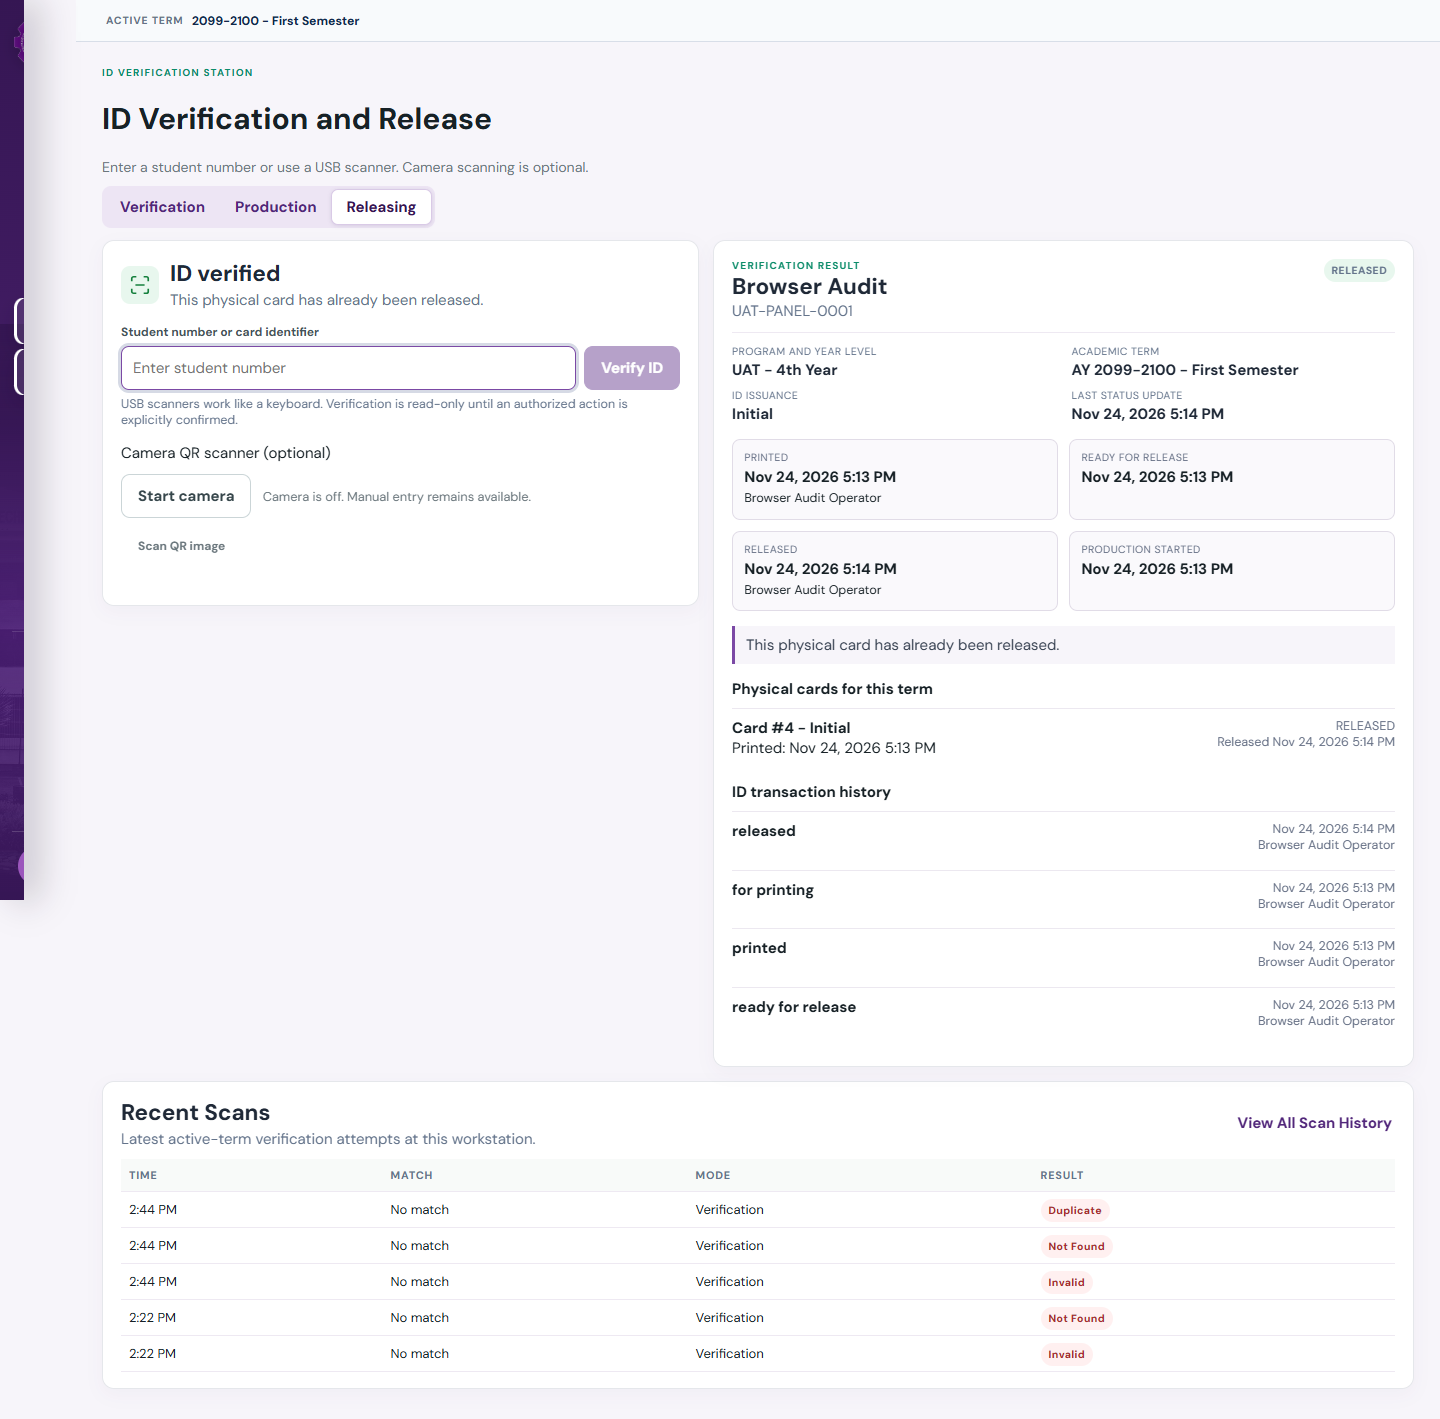 ACTIVE TERM 2099-2100 - First Semester
ID VERIFICATION STATION
ID Verification and Release
Enter a student number or use a USB scanner. Camera scanning is optional.
Verification Production Releasing
ID verified
This physical card has already been released.
Student number or card identifier
Enter student number Verify ID
USB scanners work like a keyboard. Verification is read-only until an authorized action is
explicitly confirmed.
Camera QR scanner (optional)
Start camera Camera is off. Manual entry remains available.
Scan QR image
VERIFICATION RESULT
RELEASED
Browser Audit
UAT-PANEL-0001
PROGRAM AND YEAR LEVEL
UAT - 4th Year
ACADEMIC TERM
AY 2099-2100 - First Semester
ID ISSUANCE
Initial
LAST STATUS UPDATE
Nov 24, 2026 5:14 PM
PRINTED
Nov 24, 2026 5:13 PM
Browser Audit Operator
READY FOR RELEASE
Nov 24, 2026 5:13 PM
RELEASED
Nov 24, 2026 5:14 PM
Browser Audit Operator
PRODUCTION STARTED
Nov 24, 2026 5:13 PM
This physical card has already been released.
Physical cards for this term
Card #4 - Initial
Printed: Nov 24, 2026 5:13 PM
RELEASED
Released Nov 24, 2026 5:14 PM
ID transaction history
released
Nov 24, 2026 5:14 PM
Browser Audit Operator
for printing
Nov 24, 2026 5:13 PM
Browser Audit Operator
printed
Nov 24, 2026 5:13 PM
Browser Audit Operator
ready for release
Nov 24, 2026 5:13 PM
Browser Audit Operator
Recent Scans
Latest active-term verification attempts at this workstation.
View All Scan History
TIME MATCH MODE RESULT
2:44 PM No match Verification Duplicate
2:44 PM No match Verification Not Found
2:44 PM No match Verification Invalid
2:22 PM No match Verification Not Found
2:22 PM No match Verification Invalid